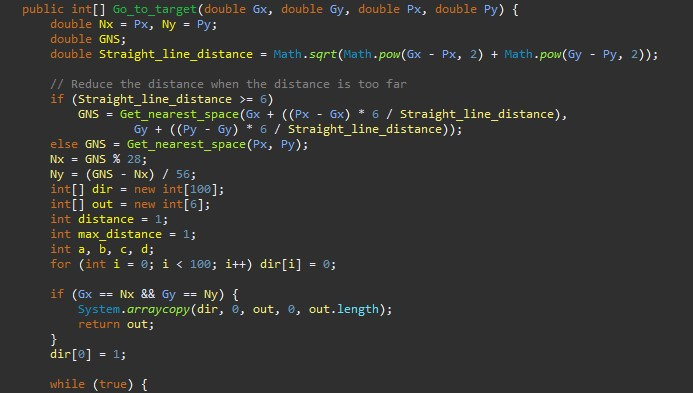 public int[] Go_to_target(double Gx, double Gy, double Px, double Py) {
double Nx = Px, Ny = Py;
double GNS;
double Straight_line_distance = Math.sqrt(Math.pow(Gx - Px, 2) + Math.pow(Gy - Py, 2));
// Reduce the distance when the distance is too far
if (Straight_line_distance >= 6)
GNS = Get_nearest_space(Gx + ((Px - Gx) * 6 / Straight_line_distance),
Gy + ((Py - Gy) * 6 / Straight_line_distance));
else GNS = Get_nearest_space(Px, Py);
Nx = GNS % 28;
Ny = (GNS - Nx) / 56;
int[] dir = new int[100];
int[] out = new int[6];
int distance = 1;
int max_distance = 1;
int a, b, c, d;
for (int i = 0; i < 100; i++) dir[i] = 0;
if (Gx == Nx && Gy == Ny) {
System.arraycopy(dir, 0, out, 0, out.length);
return out;
}
dir[0] = 1;
while (true) {